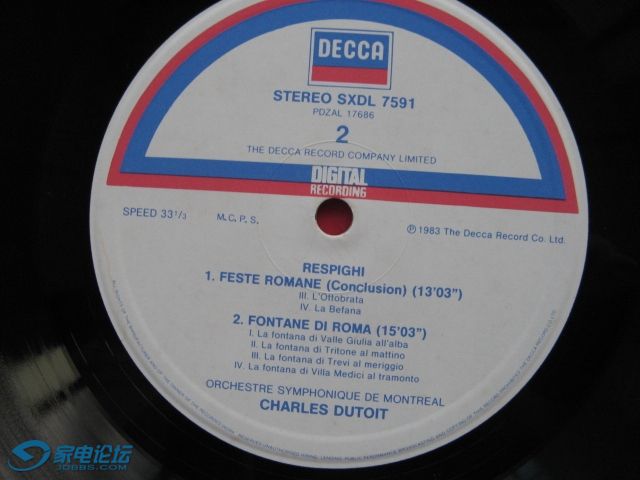 DECCA
STEREO SXDL 7591
PDZAL 17686
2
THE DECCA RECORD COMPANY LIMITED
DIGITAL
RECORDING
SPEED 33 1/3
M.C.P.S.
℗ 1983 The Decca Record Co. Ltd.
RESPIGHI
1. FESTE ROMANE (Conclusion) (13'03")
III. L'Ottobrata
IV. La Befana
2. FONTANE DI ROMA (15'03")
I. La fontana di Valle Giulia all'alba
II. La fontana di Tritone al mattino
III. La fontana di Trevi al meriggio
IV. La fontana di Villa Medici al tramonto
ORCHESTRE SYMPHONIQUE DE MONTREAL
CHARLES DUTOIT
家电论坛
JDBBS.COM